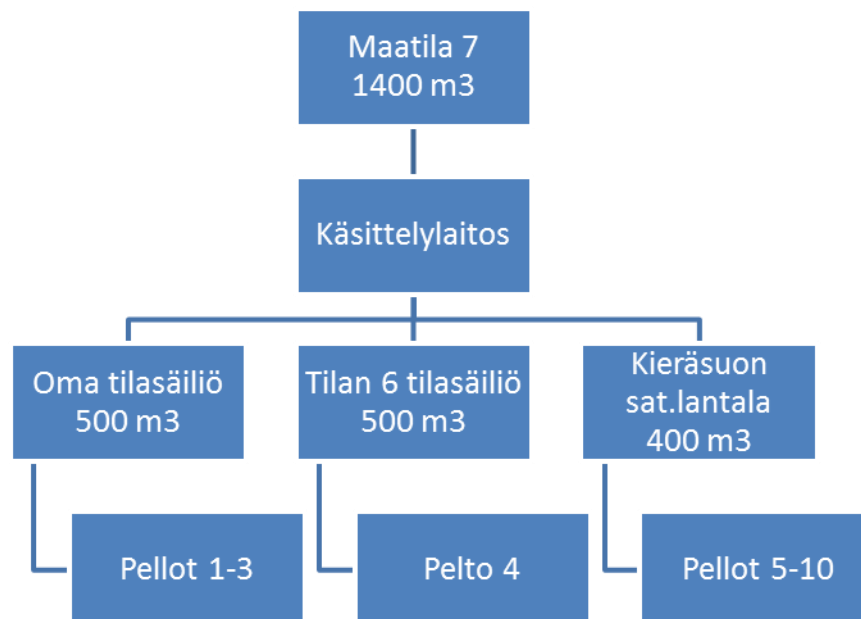 Maatila 7
1400 m3
Käsittelylaitos
Oma tilasäiliö
500 m3
Tilan 6 tilasäiliö
500 m3
Kieräsuon
sat.lantala
400 m3
Pellot 1-3
Pelto 4
Pellot 5-10